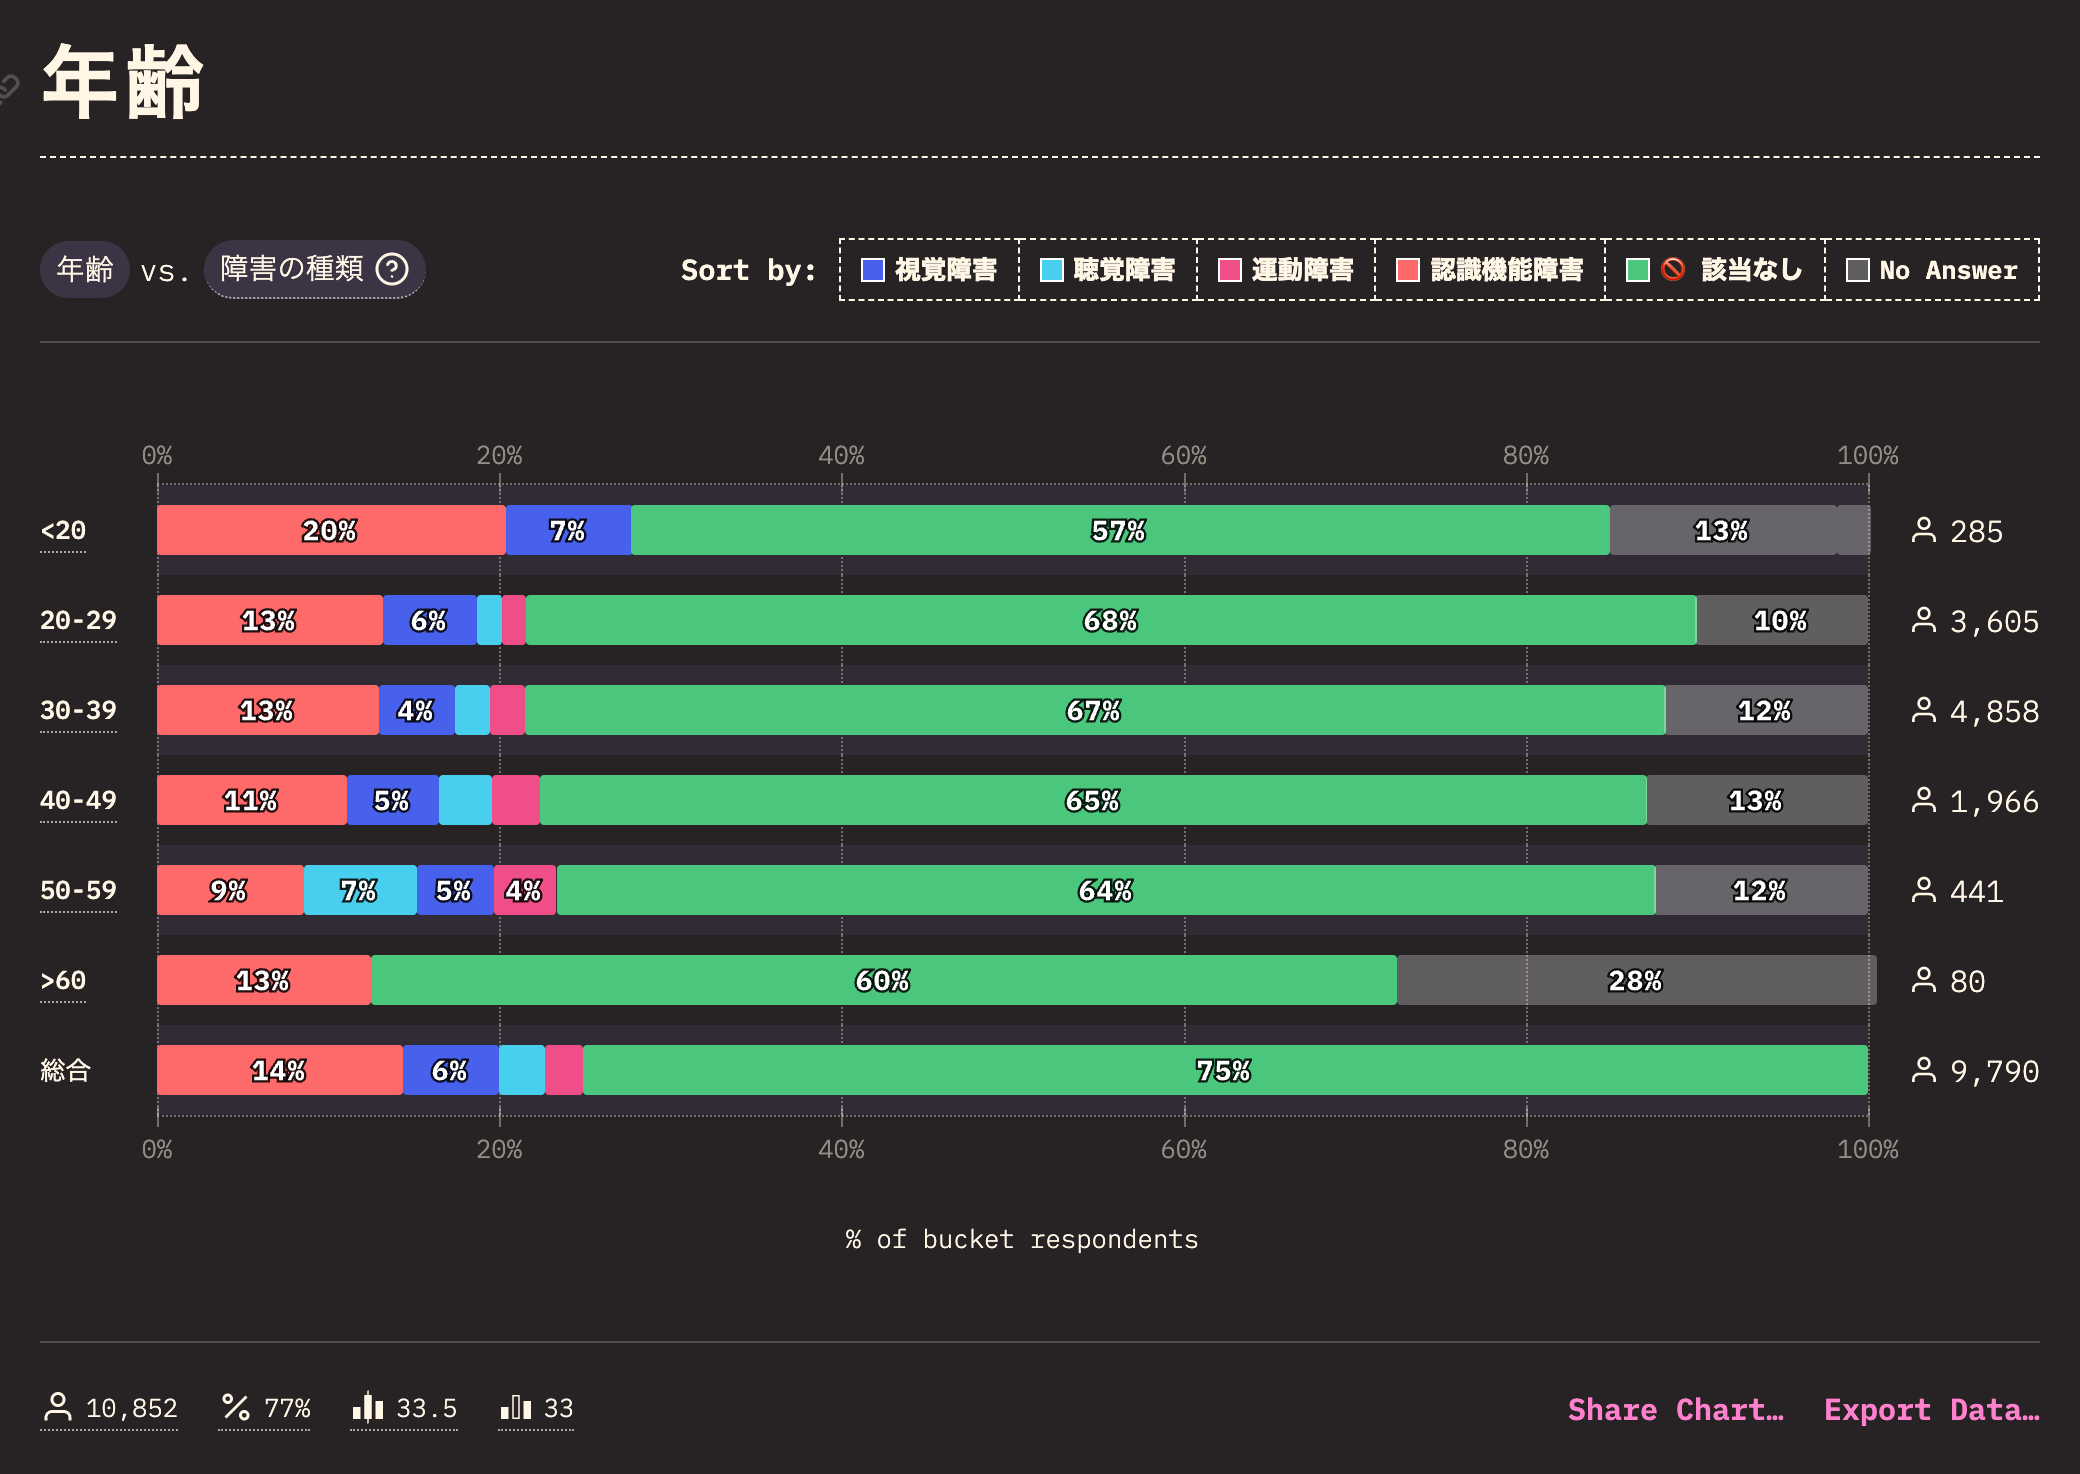 年齢
年齢 vs. 障害の種類 ?
Sort by: 視覚障害 聴覚障害 運動障害 認識機能障害 🚫 該当なし No Answer
0% 20% 40% 60% 80% 100%
<20 20% 7% 57% 13% 285
20-29 13% 6% 68% 10% 3,605
30-39 13% 4% 67% 12% 4,858
40-49 11% 5% 65% 13% 1,966
50-59 9% 7% 5% 4% 64% 12% 441
>60 13% 60% 28% 80
総合 14% 6% 75% 9,790
0% 20% 40% 60% 80% 100%
% of bucket respondents
10,852 77% 33.5 33 Share Chart… Export Data…